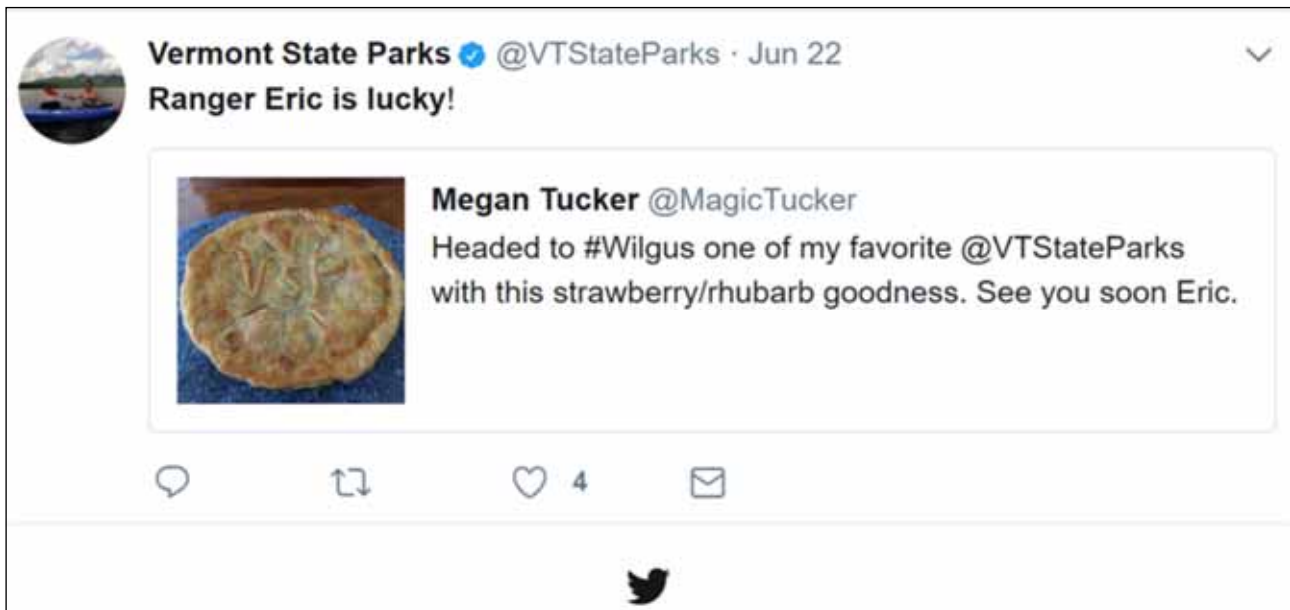 Vermont State Parks @VTStateParks · Jun 22
Ranger Eric is lucky!
Megan Tucker @MagicTucker
Headed to #Wilgus one of my favorite @VTStateParks
with this strawberry/rhubarb goodness. See you soon Eric.
4